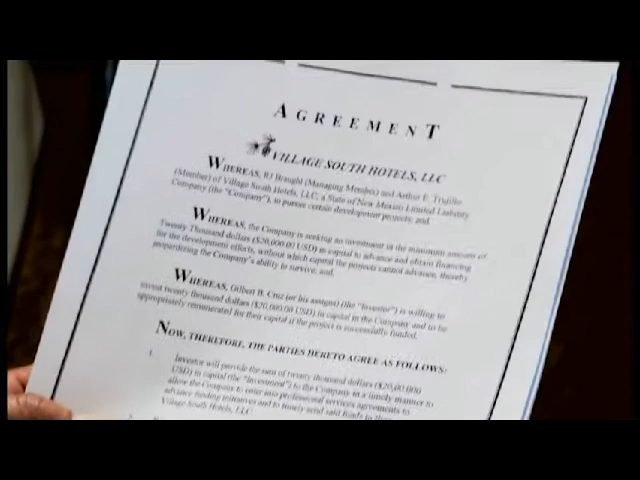 AGREEMENT
VILLAGE SOUTH HOTELS, LLC
WHEREAS, RJ Brought (Managing Member) and Arthur E. Trujillo
(Member) of Village South Hotels, LLC, a State of New Mexico Limited Liability
Company (the "Company"), to pursue certain development projects; and
WHEREAS, the Company is seeking an investment in the maximum amount of
Twenty Thousand dollars ($20,000.00 USD) in capital to advance and obtain financing
for the development efforts, without which capital the projects cannot advance, thereby
jeopardizing the Company's ability to survive, and,
WHEREAS, Gilbert B. Cruz (or his assigns) (the "Investor") is willing to
invest twenty thousand dollars ($20,000.00 USD) in capital in the Company and to be
appropriately remunerated for their capital if the project is successfully funded.
NOW, THEREFORE, THE PARTIES HERETO AGREE AS FOLLOWS:
1. Investor will provide the sum of twenty thousand dollars ($20,000.00
USD) in capital (the "Investment") to the Company in a timely manner to
allow the Company to enter into professional services agreements to
advance funding initiatives and to timely send said funds to
Village South Hotels, LLC.